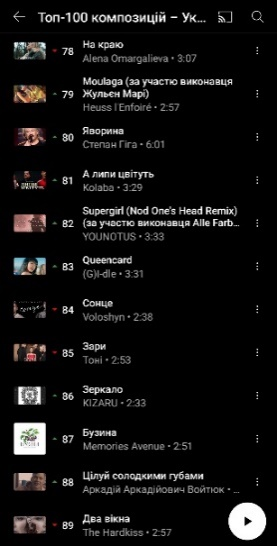 Топ-100 композицій – Ук...
78 На краю
Alena Omargalieva • 3:07
79 Moulaga (за участю виконавця
Жульєн Марі)
Heuss l'Enfoiré • 2:57
80 Яворина
Степан Гіга • 6:01
81 А липи цвітуть
Kolaba • 3:29
82 Supergirl (Nod One's Head Remix)
(за участю виконавця Alle Farb...
YOUNOTUS • 3:33
83 Queencard
(G)I-dle • 3:31
84 Сонце
Voloshyn • 2:38
85 Зари
Тоні • 2:53
86 Зеркало
KIZARU • 2:33
87 Бузина
Memories Avenue • 2:51
88 Цілуй солодкими губами
Аркадій Аркадійович Войтюк • ...
89 Два вікна
The Hardkiss • 2:57